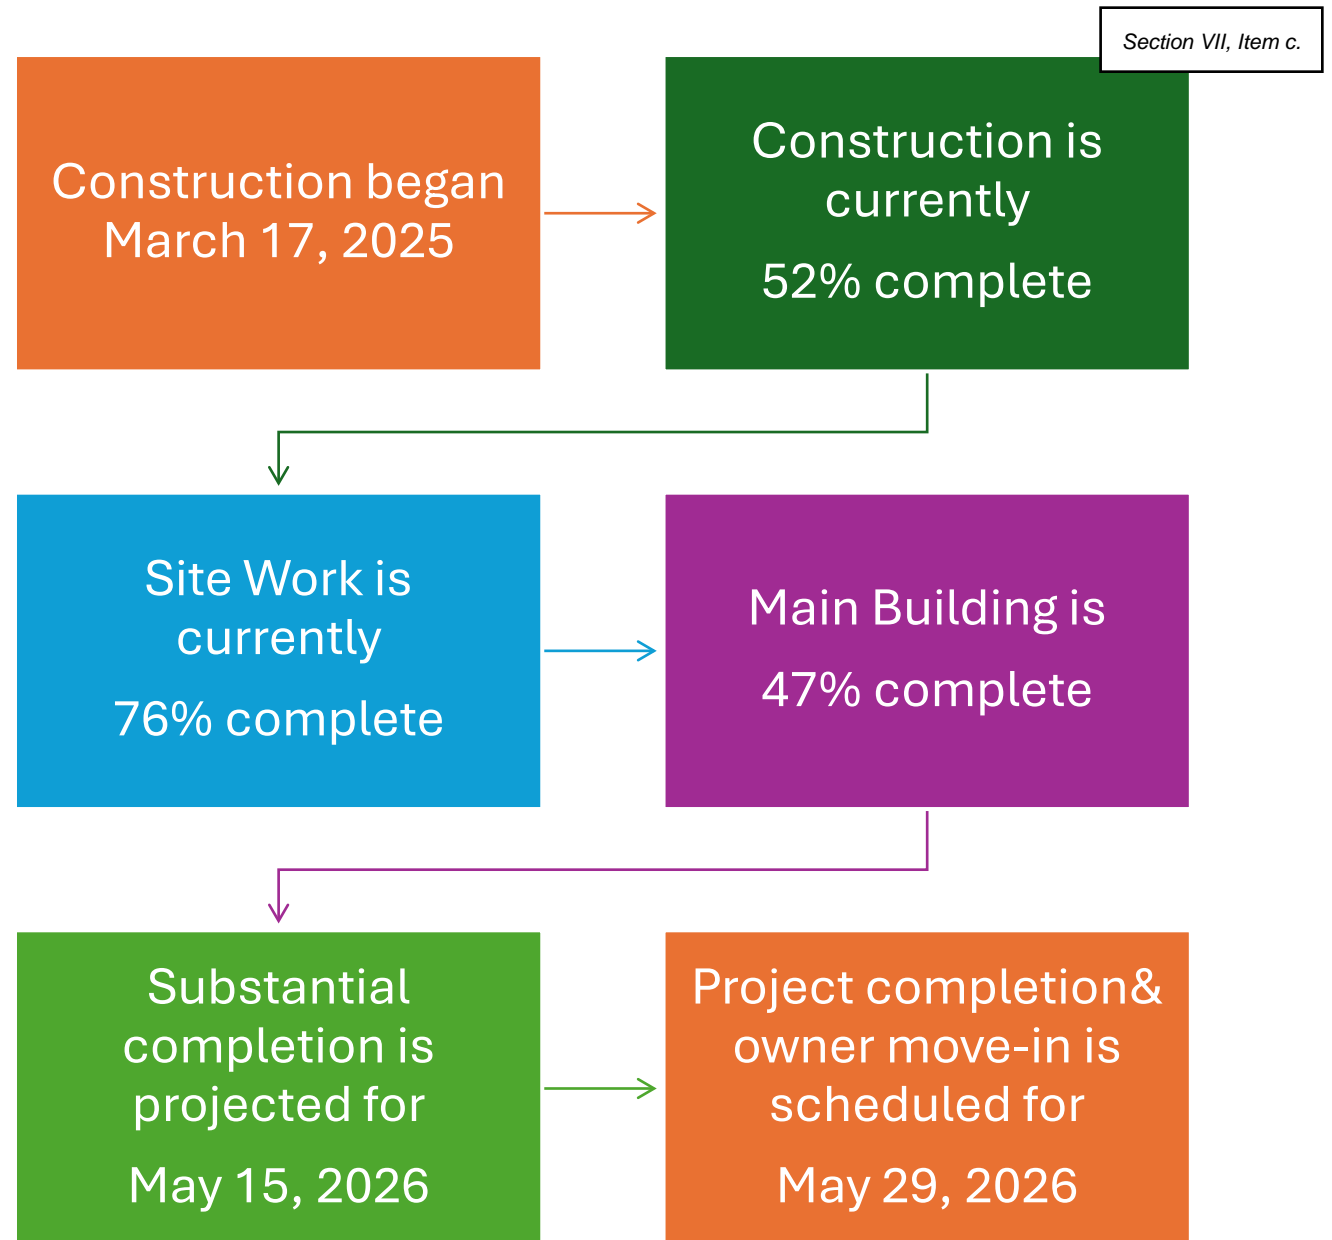 Section VII, Item c.
Construction began
March 17, 2025
Construction is
currently
52% complete
Site Work is
currently
76% complete
Main Building is
47% complete
Substantial
completion is
projected for
May 15, 2026
Project completion&
owner move-in is
scheduled for
May 29, 2026